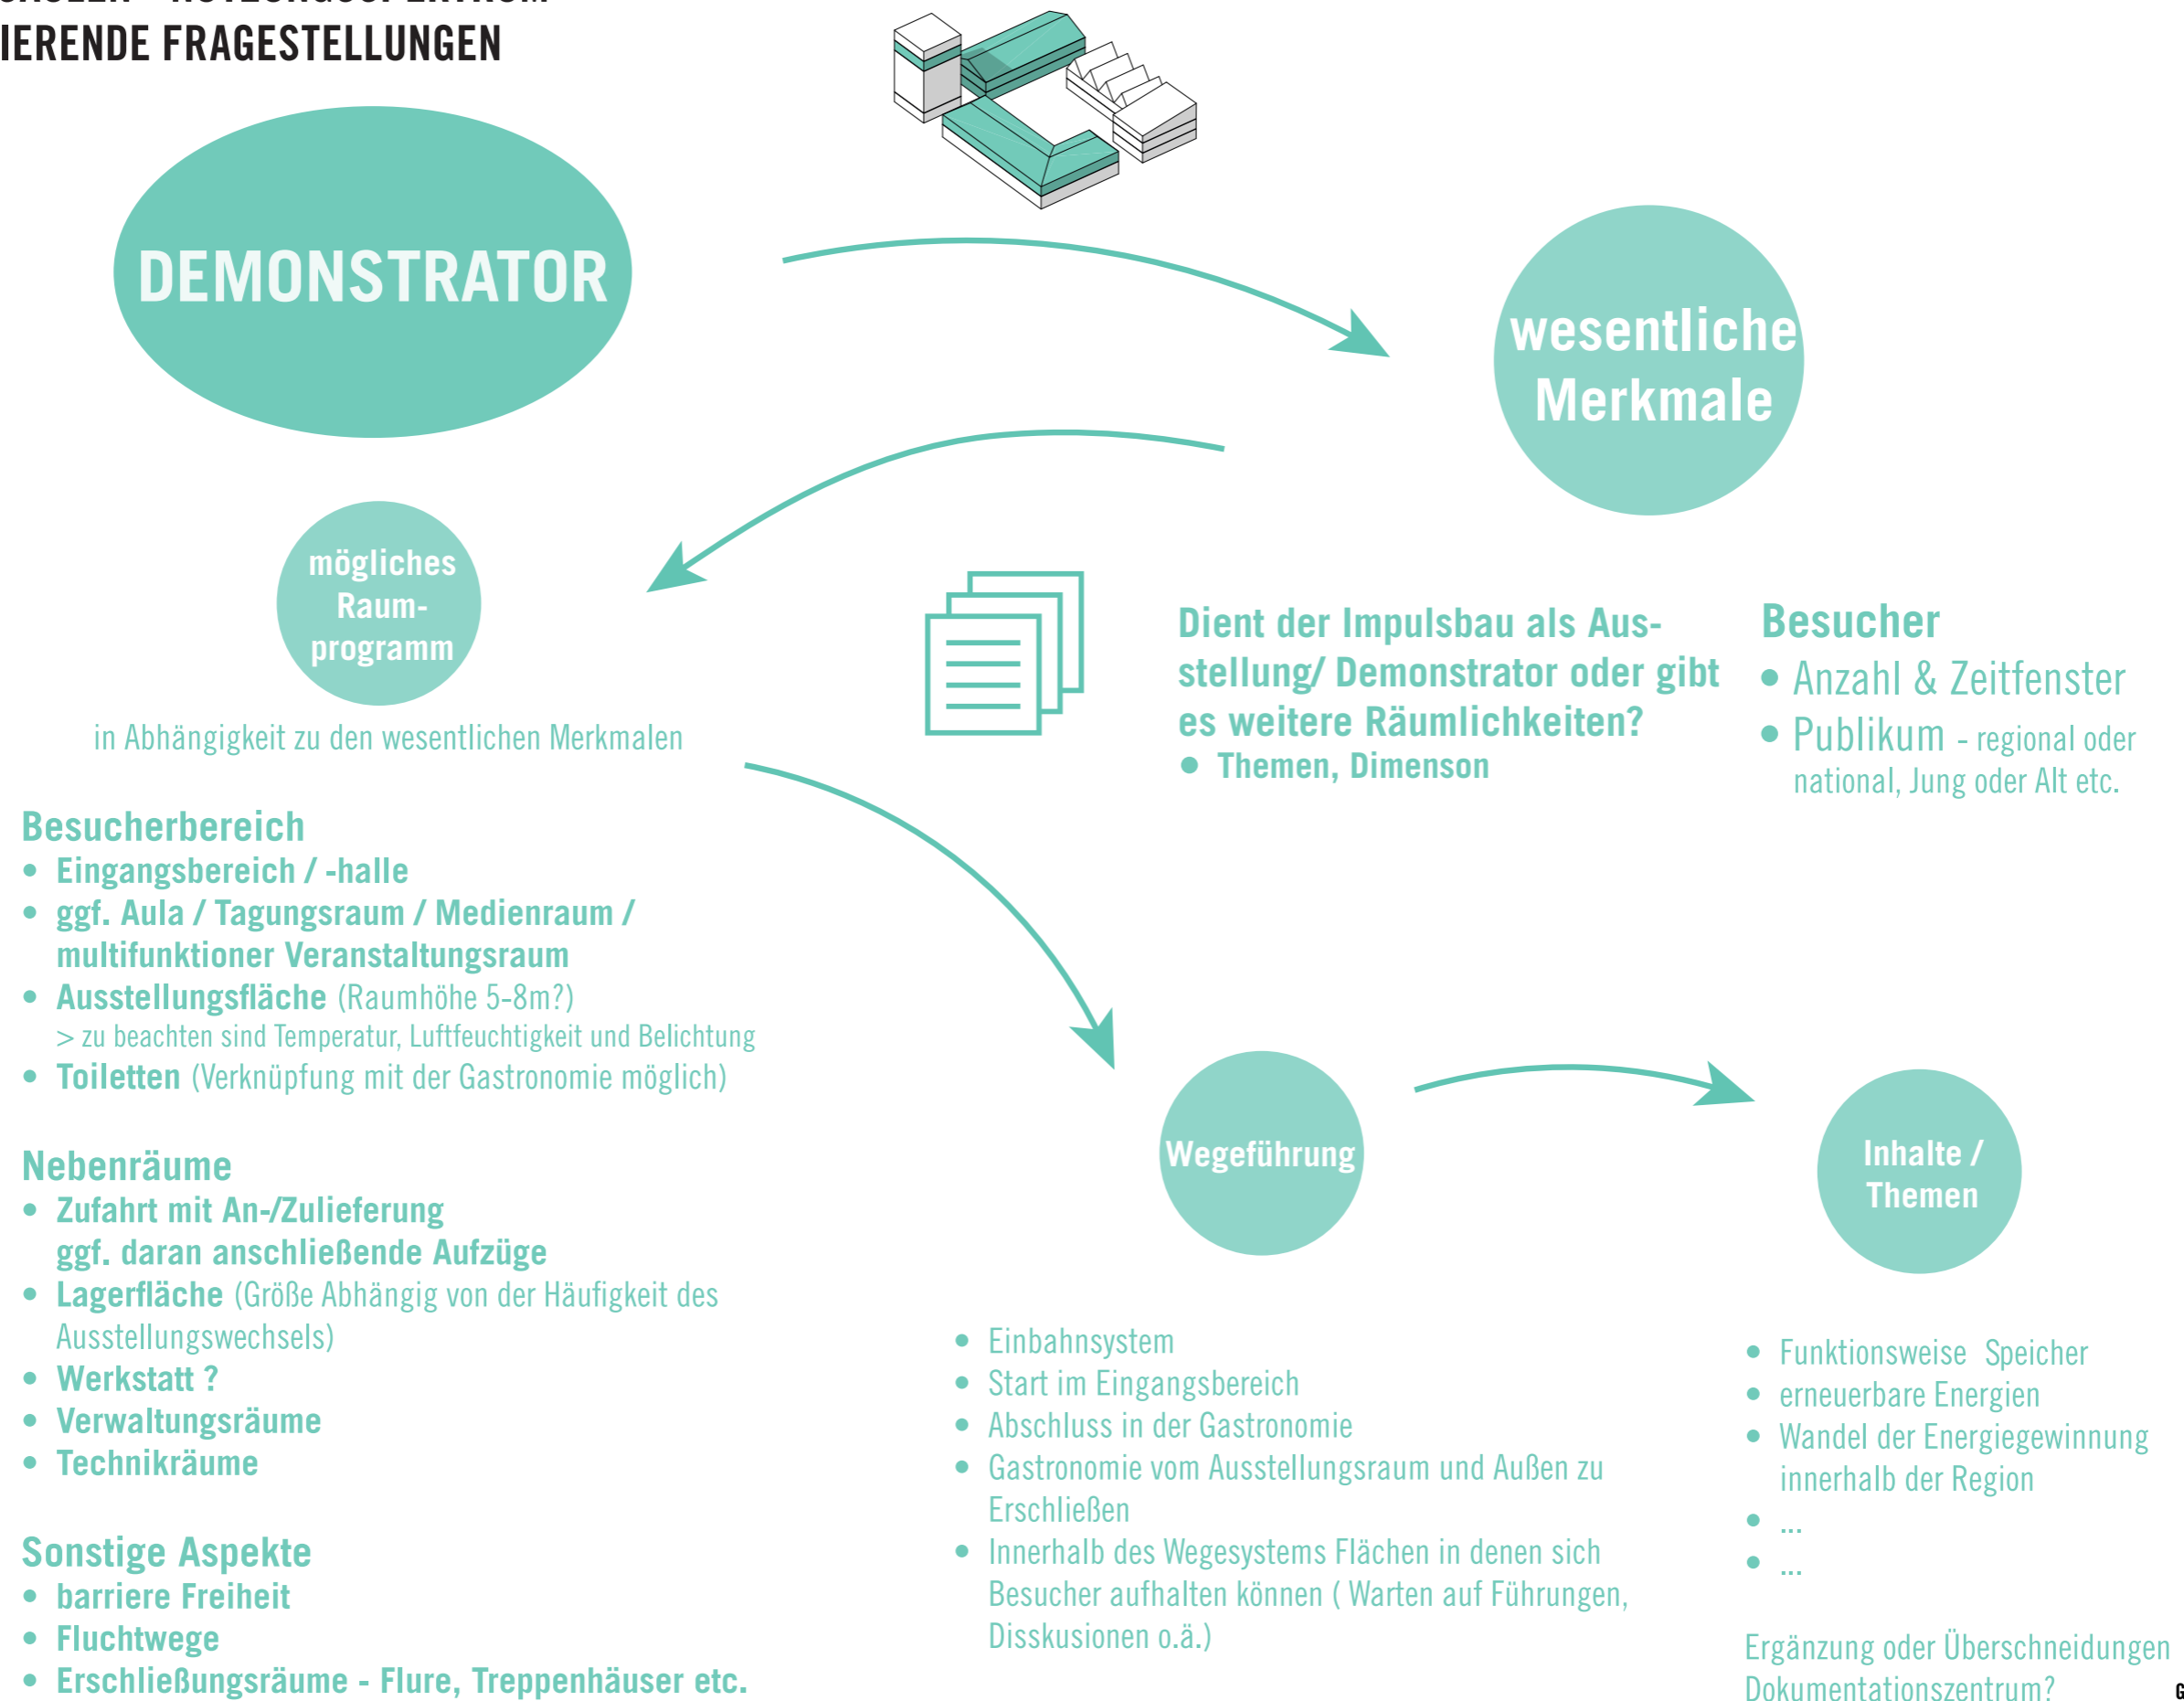 IERENDE FRAGESTELLUNGEN
DEMONSTRATOR
wesentliche
Merkmale
mögliches
Raum-
programm
in Abhängigkeit zu den wesentlichen Merkmalen
Dient der Impulsbau als Aus-
stellung/ Demonstrator oder gibt
es weitere Räumlichkeiten?
• Themen, Dimenson
Besucher
• Anzahl & Zeitfenster
• Publikum - regional oder
national, Jung oder Alt etc.
Besucherbereich
• Eingangsbereich / -halle
• ggf. Aula / Tagungsraum / Medienraum /
multifunktioner Veranstaltungsraum
• Ausstellungsfläche (Raumhöhe 5-8m?)
> zu beachten sind Temperatur, Luftfeuchtigkeit und Belichtung
• Toiletten (Verknüpfung mit der Gastronomie möglich)
Nebenräume
• Zufahrt mit An-/Zulieferung
ggf. daran anschließende Aufzüge
• Lagerfläche (Größe Abhängig von der Häufigkeit des
Ausstellungswechsels)
• Werkstatt ?
• Verwaltungsräume
• Technikräume
Sonstige Aspekte
• barriere Freiheit
• Fluchtwege
• Erschließungsräume - Flure, Treppenhäuser etc.
Wegeführung
• Einbahnsystem
• Start im Eingangsbereich
• Abschluss in der Gastronomie
• Gastronomie vom Ausstellungsraum und Außen zu
Erschließen
• Innerhalb des Wegesystems Flächen in denen sich
Besucher aufhalten können ( Warten auf Führungen,
Disskusionen o.ä.)
Inhalte /
Themen
• Funktionsweise Speicher
• erneuerbare Energien
• Wandel der Energiegewinnung
innerhalb der Region
• ...
• ...
Ergänzung oder Überschneidungen
Dokumentationszentrum?